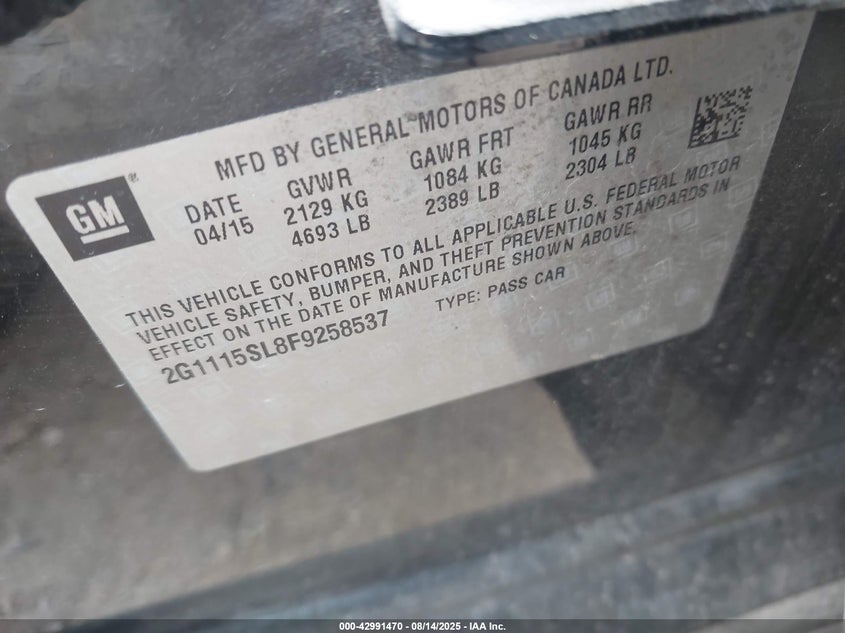 MFD BY GENERAL MOTORS OF CANADA LTD.
GM®
DATE GVWR GAWR FRT GAWR RR
04/15 2129 KG 1084 KG 1045 KG
4693 LB 2389 LB 2304 LB
THIS VEHICLE CONFORMS TO ALL APPLICABLE U.S. FEDERAL MOTOR
VEHICLE SAFETY, BUMPER, AND THEFT PREVENTION STANDARDS IN
EFFECT ON THE DATE OF MANUFACTURE SHOWN ABOVE.
2G1115SL8F9258537 TYPE: PASS CAR
000-42991470 - 08/14/2025 - IAA Inc.